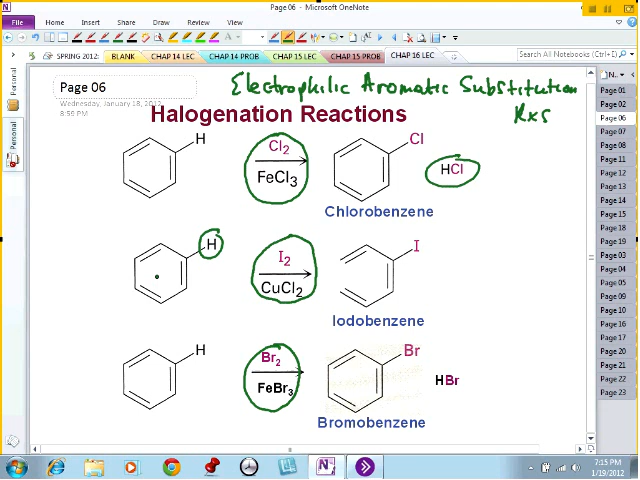 Page 06 - Microsoft OneNote
File Home Insert Share Draw Review View
SPRING 2012: BLANK CHAP 14 LEC CHAP 14 PROB CHAP 15 LEC CHAP 15 PROB CHAP 16 LEC Search All Notebooks (Ctrl+E)
Personal
Personal
Page 06
Wednesday, January 18, 2012
8:59 PM
Electrophilic Aromatic Substitution
Rxs
Halogenation Reactions
H
Cl2
FeCl3
Cl
HCl
Chlorobenzene
H
I2
CuCl2
I
Iodobenzene
H
Br2
FeBr3
Br
HBr
Bromobenzene
N..
Page 01
Page 02
Page 06
Page 07
Page 08
Page 11
Page 12
Page 13
Page 14
Page 15
Page 18
Page 19
Page 03
Page 04
Page 05
Page 09
Page 10
Page 16
Page 17
Page 20
Page 21
Page 22
Page 23
7:15 PM
1/19/2012